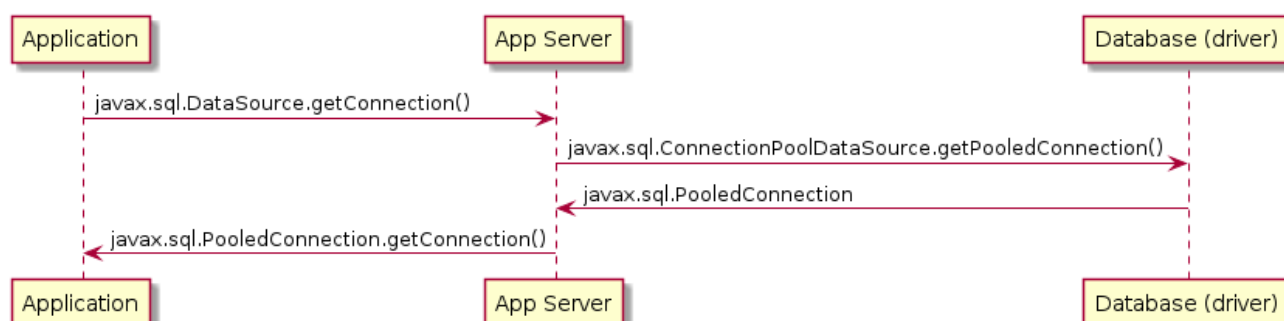 Application
App Server
Database (driver)
javax.sql.DataSource.getConnection()
javax.sql.ConnectionPoolDataSource.getPooledConnection()
javax.sql.PooledConnection
javax.sql.PooledConnection.getConnection()
Application
App Server
Database (driver)